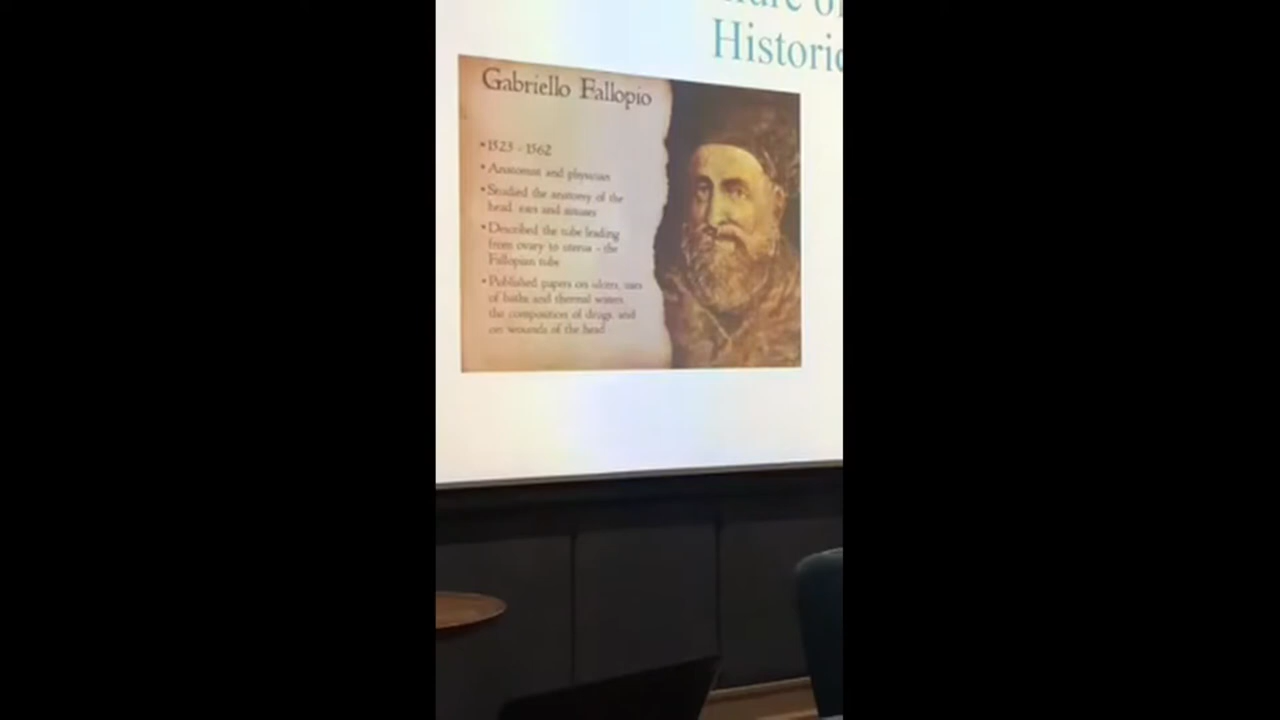 Historic
Gabriello Fallopio
• 1523 - 1562
• Anatomist and physician
• Studied the anatomy of the
head, ears and sinuses
• Described the tube leading
from ovary to uterus - the
Fallopian tube
• Published papers on ulcers, uses
of baths and thermal waters,
the composition of drugs, and
on wounds of the head